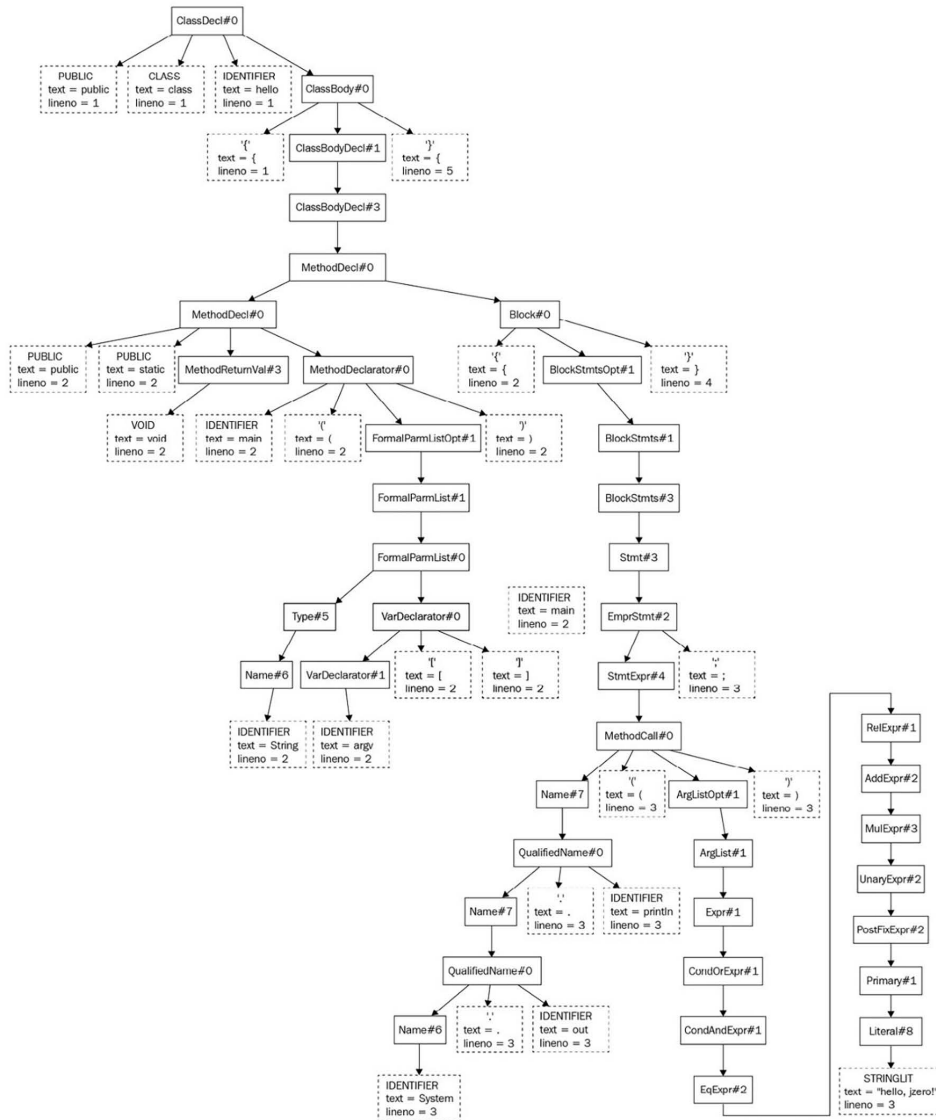 ClassDecl#0
PUBLIC
text = public
lineno = 1
CLASS
text = class
lineno = 1
IDENTIFIER
text = hello
lineno = 1
ClassBody#0
'{'
text = {
lineno = 1
ClassBodyDecl#1
'}'
text = {
lineno = 5
ClassBodyDecl#3
MethodDecl#0
MethodDecl#0
Block#0
PUBLIC
text = public
lineno = 2
PUBLIC
text = static
lineno = 2
MethodReturnVal#3
MethodDeclarator#0
'{'
text = {
lineno = 2
BlockStmtsOpt#1
'}'
text = }
lineno = 4
VOID
text = void
lineno = 2
IDENTIFIER
text = main
lineno = 2
'('
text = (
lineno = 2
FormalParmListOpt#1
')'
text = )
lineno = 2
BlockStmts#1
FormalParmList#1
BlockStmts#3
FormalParmList#0
Stmt#3
Type#5
VarDeclarator#0
IDENTIFIER
text = main
lineno = 2
EmprStmt#2
Name#6
VarDeclarator#1
'['
text = [
lineno = 2
']'
text = ]
lineno = 2
StmtExpr#4
';'
text = ;
lineno = 3
IDENTIFIER
text = String
lineno = 2
IDENTIFIER
text = argv
lineno = 2
MethodCall#0
Name#7
'('
text = (
lineno = 3
ArgListOpt#1
')'
text = )
lineno = 3
QualifiedName#0
ArgList#1
Name#7
'.'
text = .
lineno = 3
IDENTIFIER
text = println
lineno = 3
Expr#1
QualifiedName#0
CondOrExpr#1
Name#6
'.'
text = .
lineno = 3
IDENTIFIER
text = out
lineno = 3
CondAndExpr#1
IDENTIFIER
text = System
lineno = 3
EqExpr#2
RelExpr#1
AddExpr#2
MulExpr#3
UnaryExpr#2
PostFixExpr#2
Primary#1
Literal#8
STRINGLIT
text = "hello, jzero!"
lineno = 3